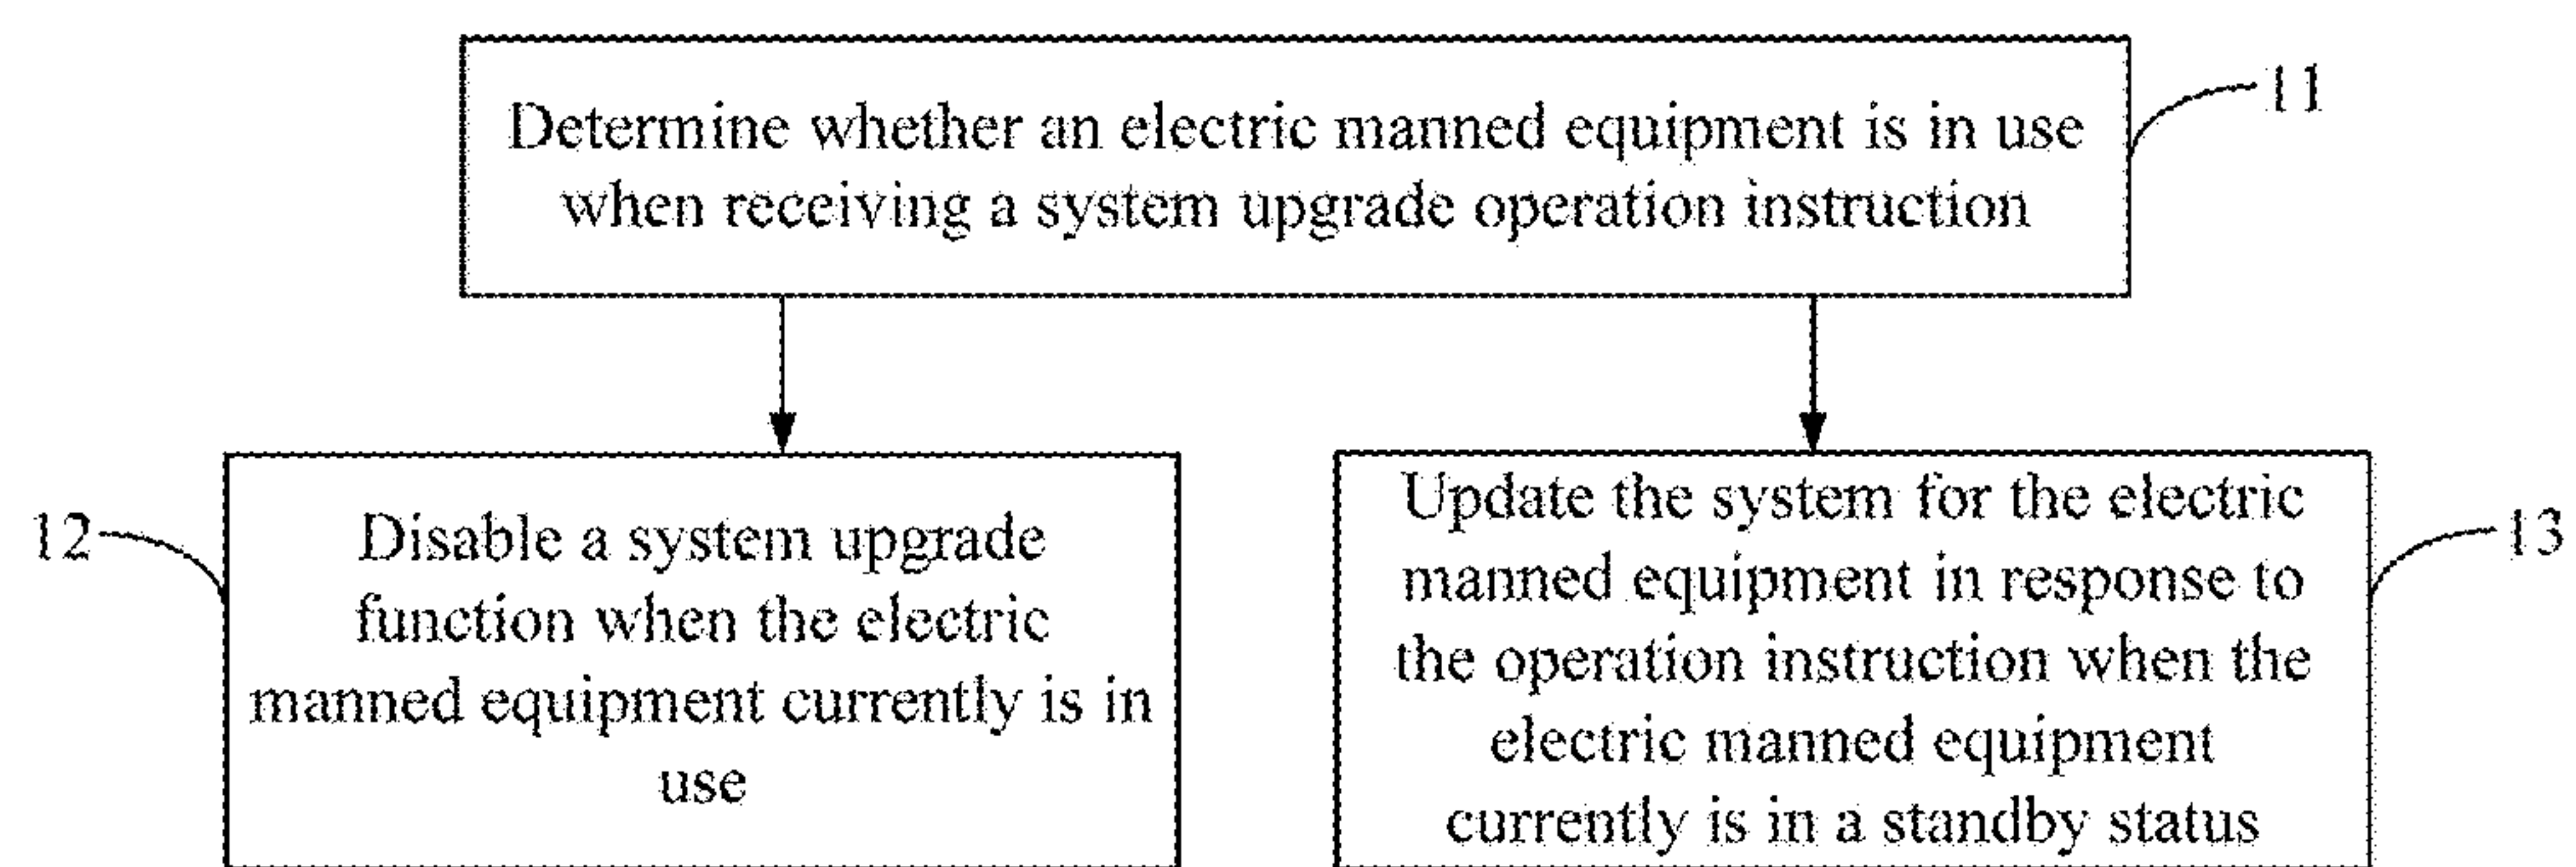 Determine whether an electric manned equipment is in use
when receiving a system upgrade operation instruction
11
12
Disable a system upgrade
function when the electric
manned equipment currently is in
use
Update the system for the electric
manned equipment in response to
the operation instruction when the
electric manned equipment
currently is in a standby status
13